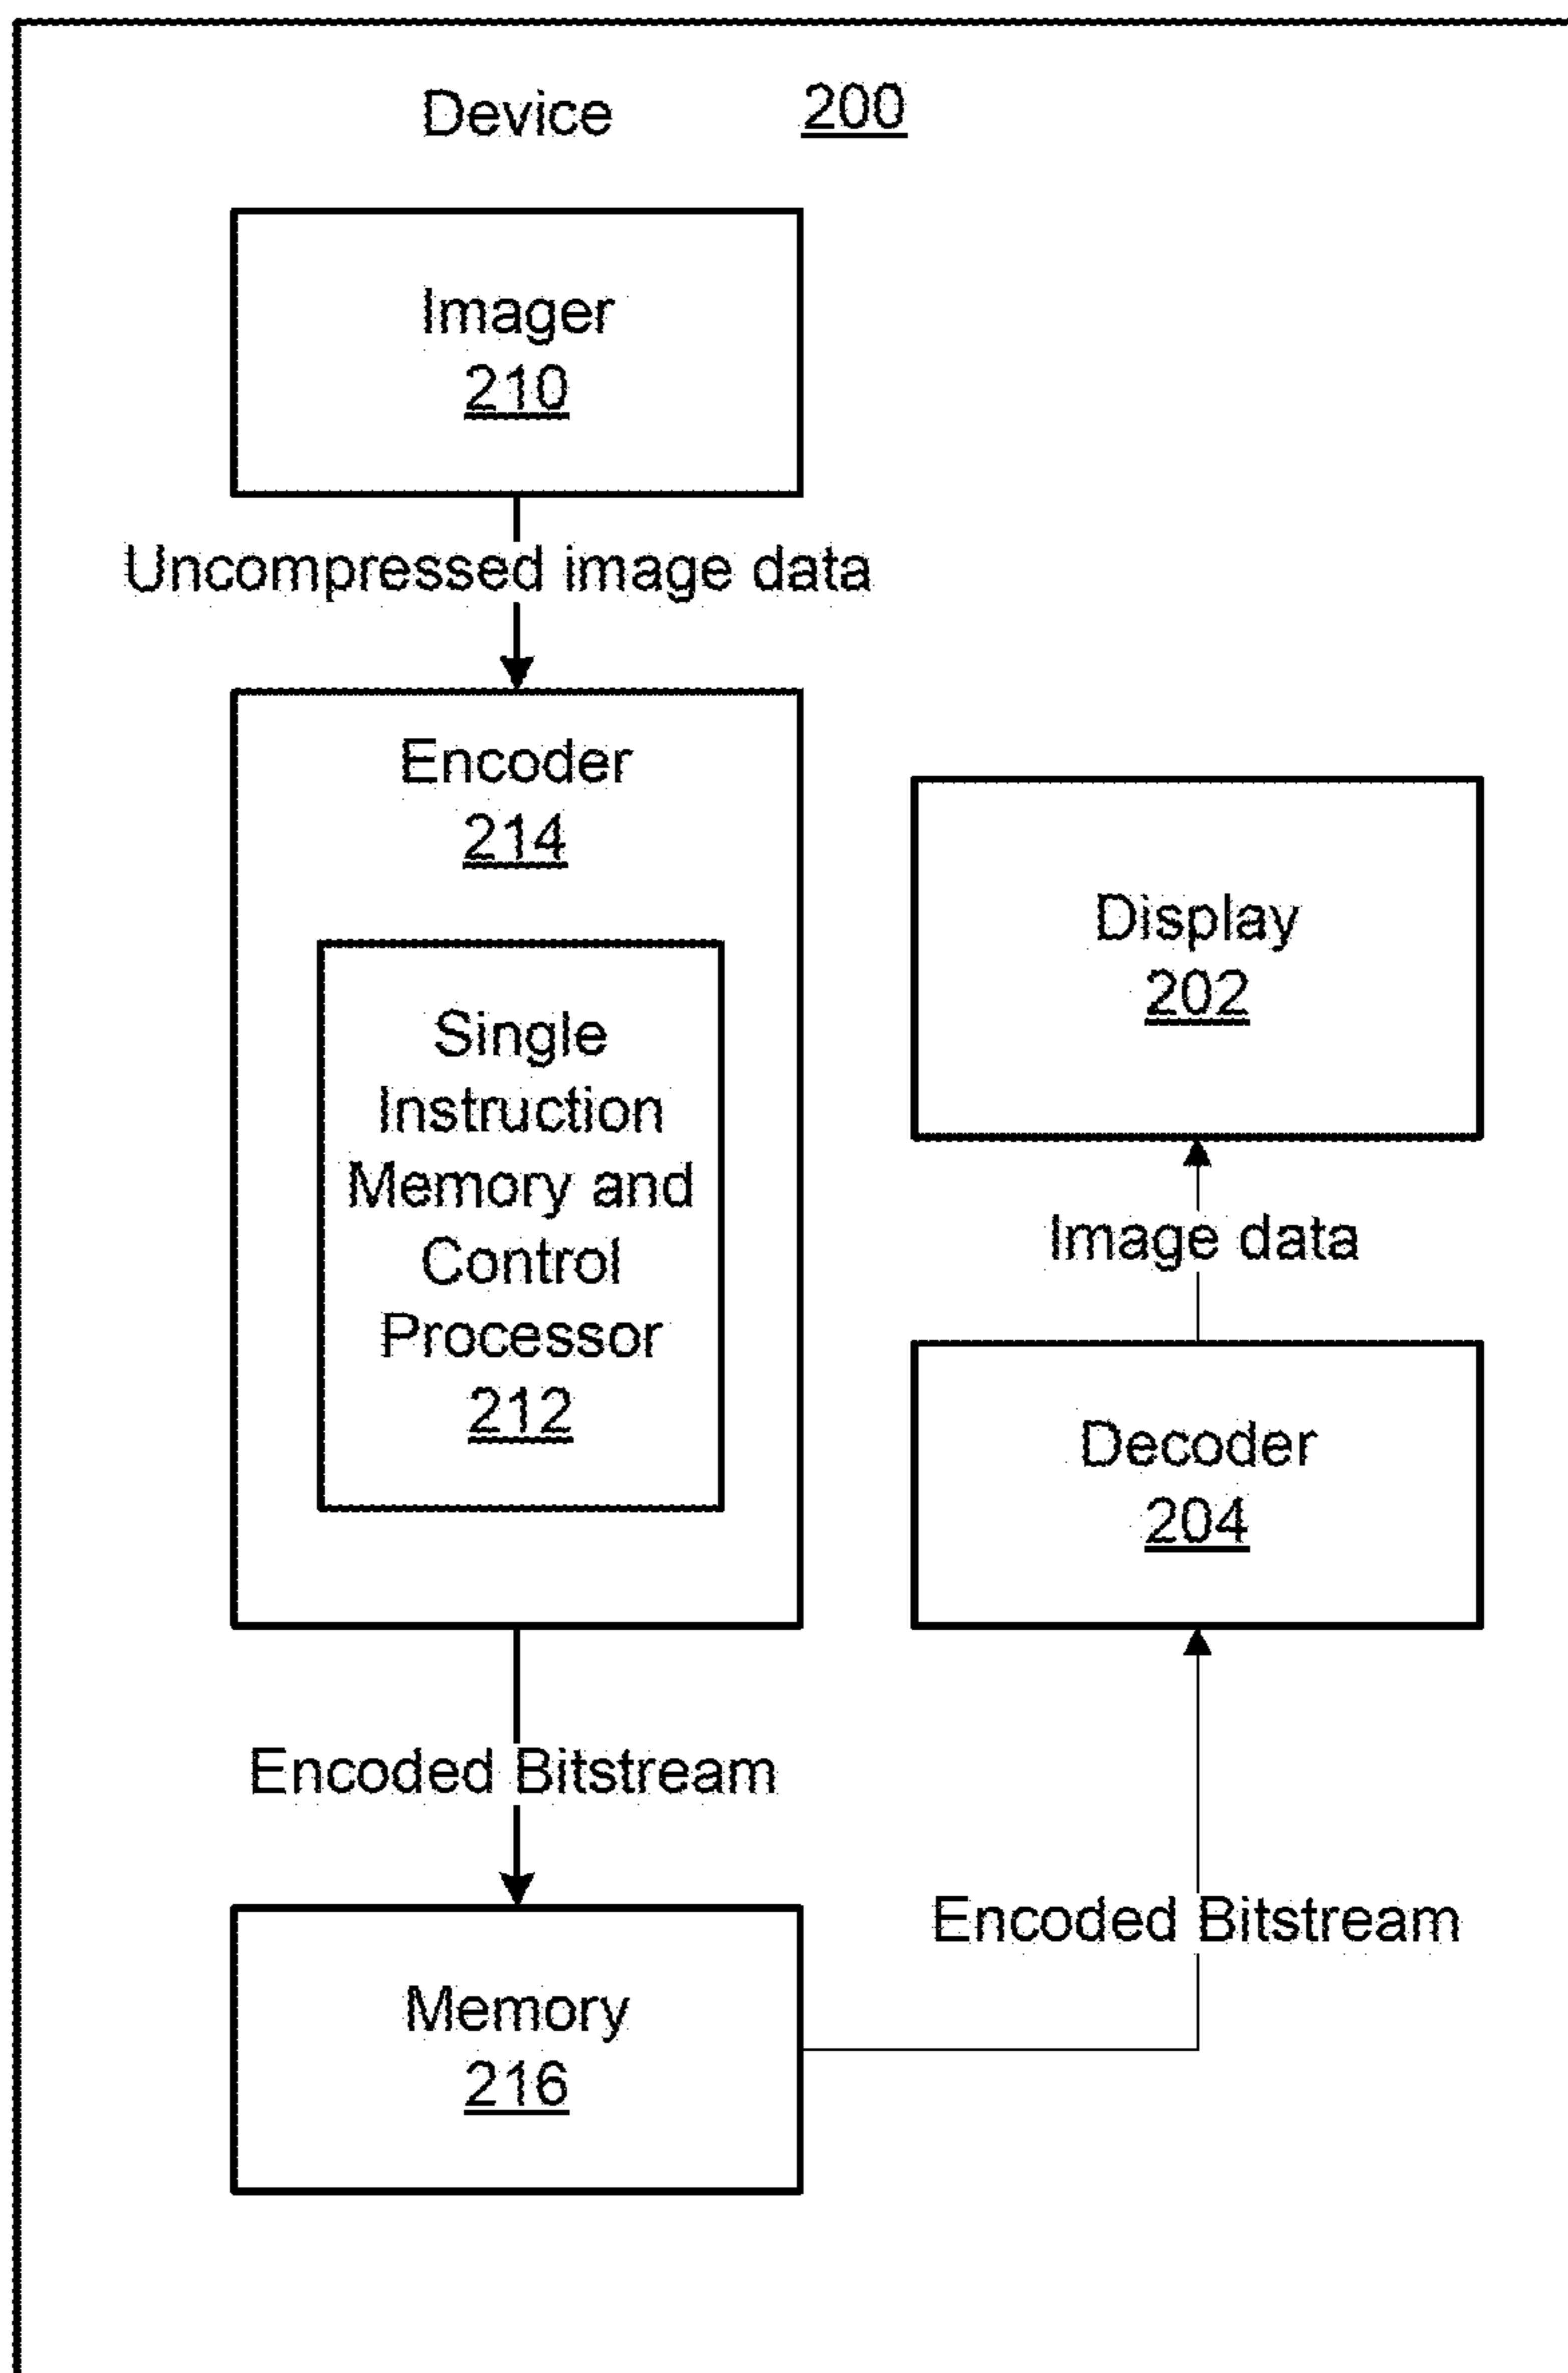 Device 200
Imager
210
Uncompressed image data
Encoder
214
Single
Instruction
Memory and
Control
Processor
212
Encoded Bitstream
Memory
216
Display
202
Image data
Decoder
204
Encoded Bitstream